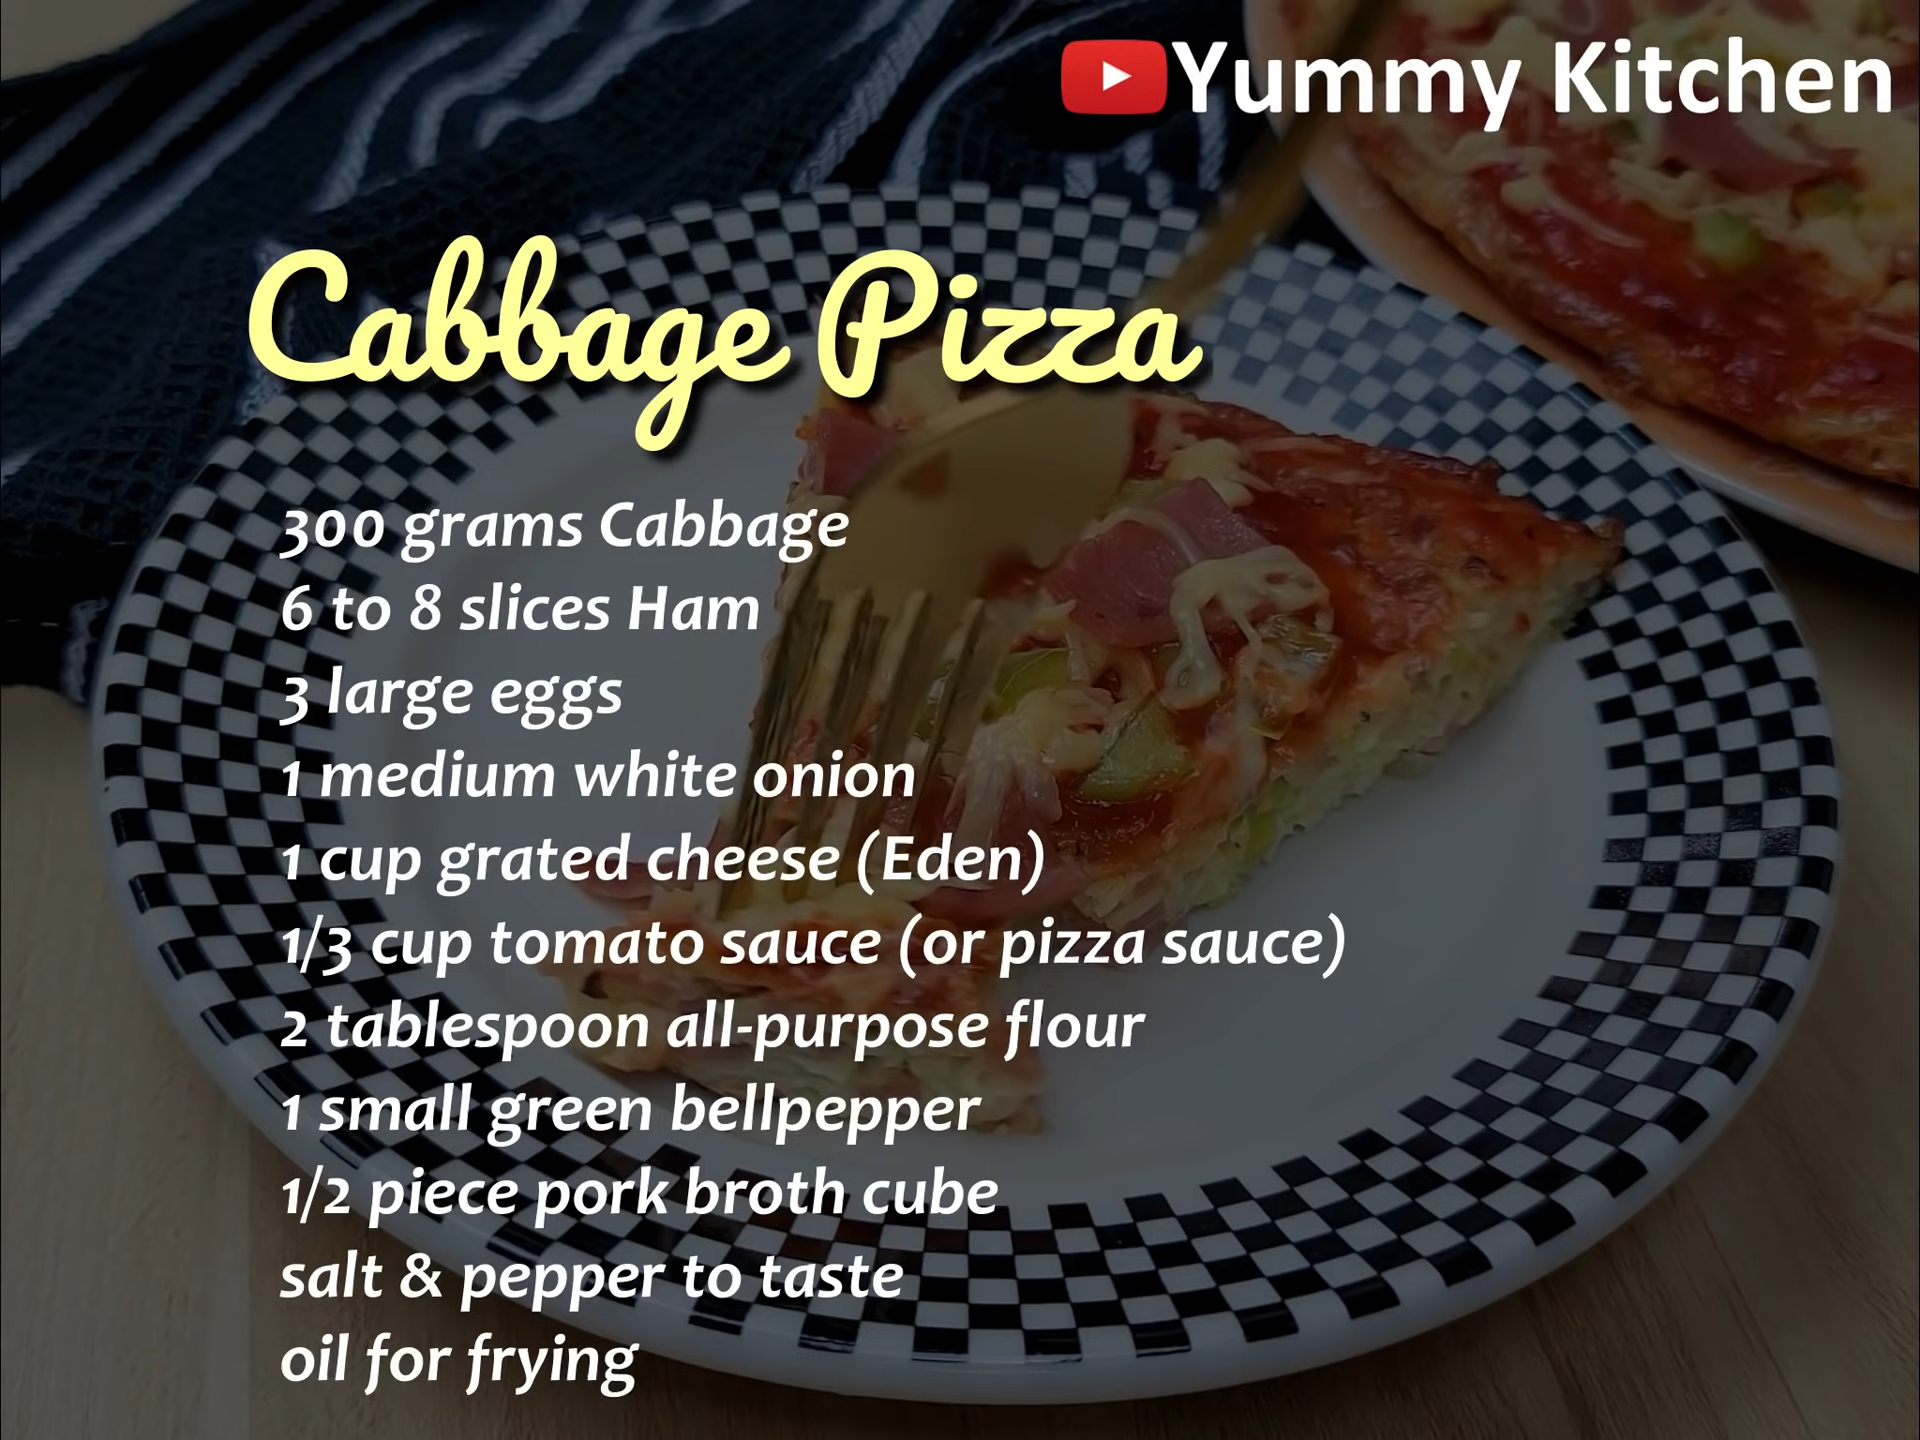 Yummy Kitchen
Cabbage Pizza
300 grams Cabbage
6 to 8 slices Ham
3 large eggs
1 medium white onion
1 cup grated cheese (Eden)
1/3 cup tomato sauce (or pizza sauce)
2 tablespoon all-purpose flour
1 small green bellpepper
1/2 piece pork broth cube
salt & pepper to taste
oil for frying